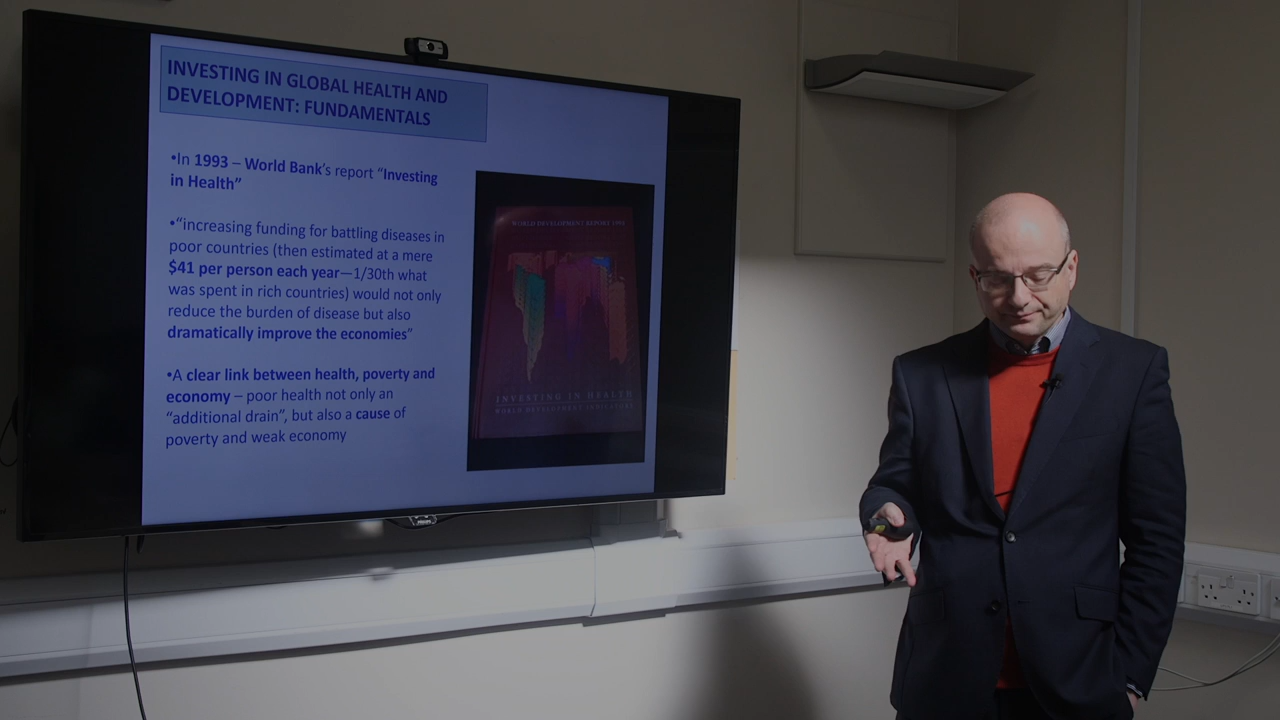 INVESTING IN GLOBAL HEALTH AND
DEVELOPMENT: FUNDAMENTALS
•In 1993 – World Bank's report "Investing
in Health"
•"increasing funding for battling diseases in
poor countries (then estimated at a mere
$41 per person each year—1/30th what
was spent in rich countries) would not only
reduce the burden of disease but also
dramatically improve the economies"
•A clear link between health, poverty and
economy – poor health not only an
"additional drain", but also a cause of
poverty and weak economy
WORLD DEVELOPMENT REPORT 1993
INVESTING IN HEALTH
WORLD DEVELOPMENT INDICATORS